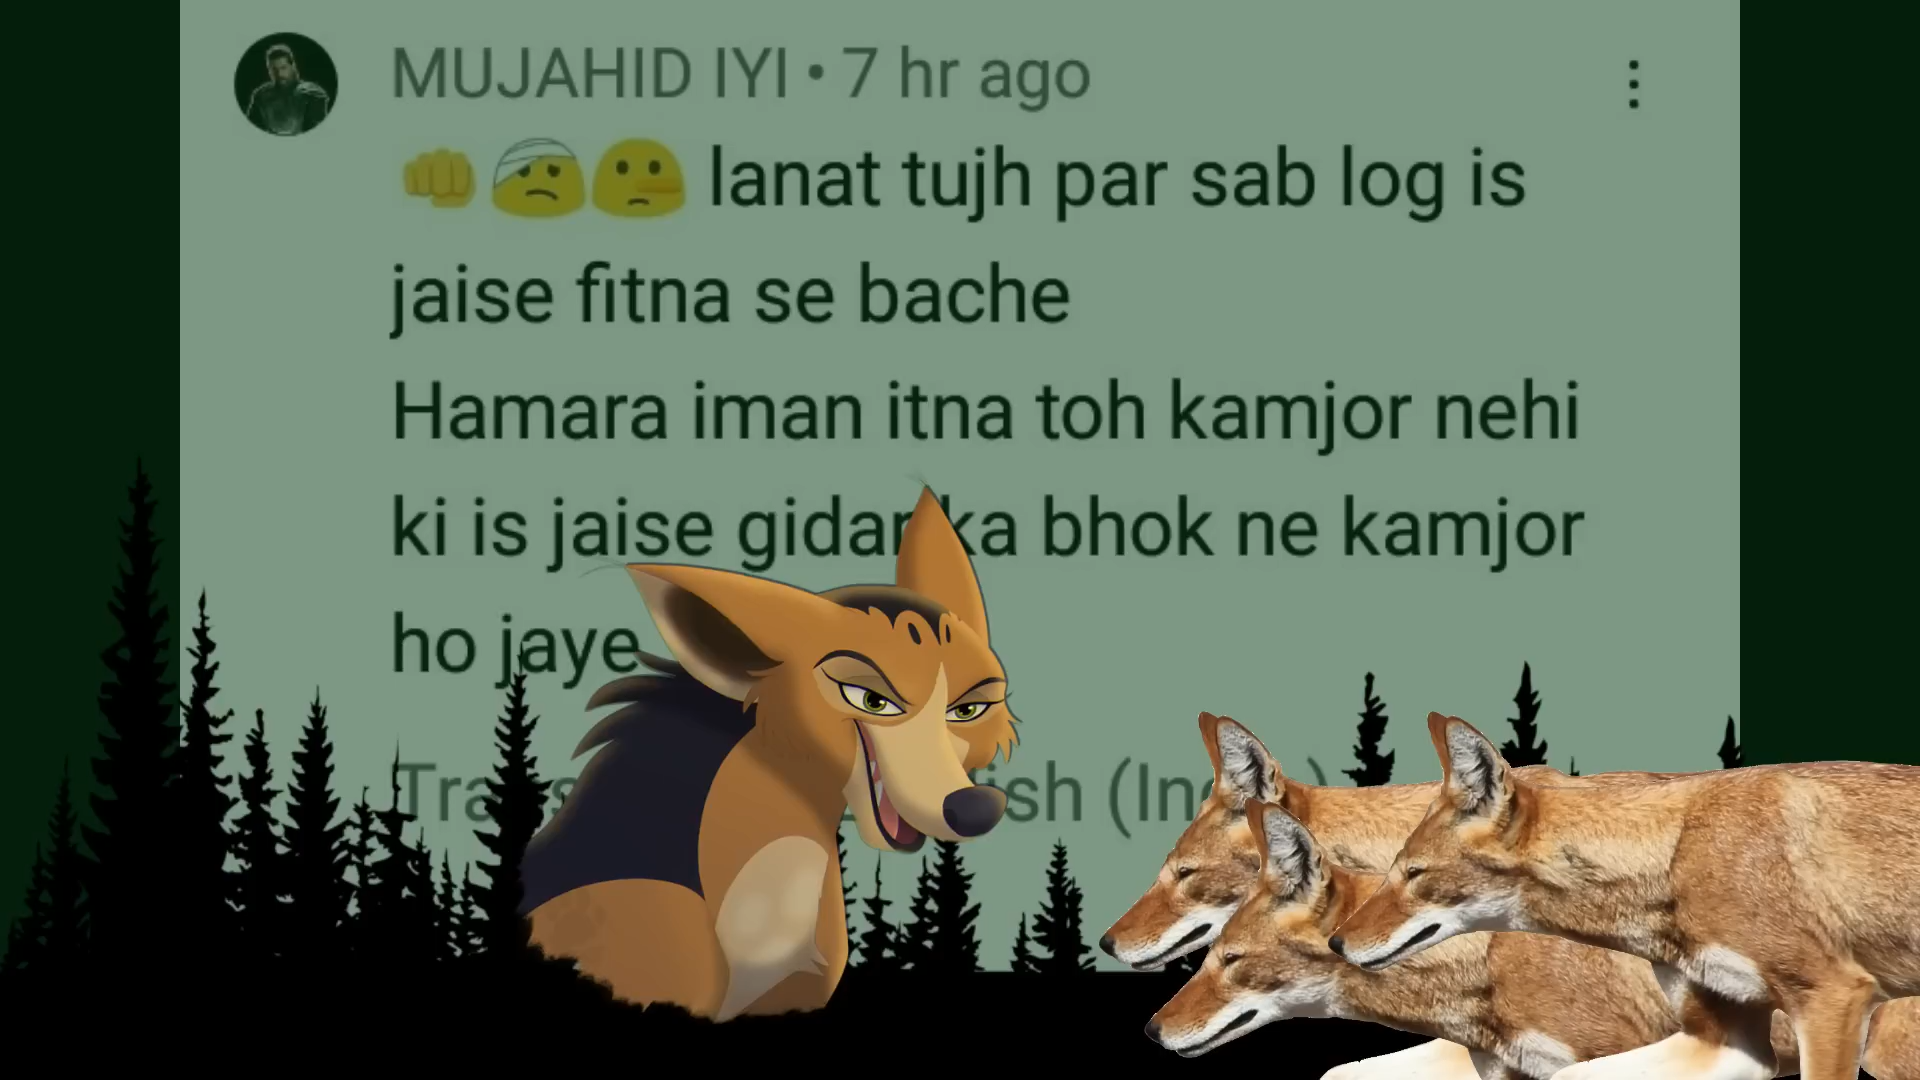 MUJAHID IYI • 7 hr ago
👊🤕🤥 lanat tujh par sab log is
jaise fitna se bache
Hamara iman itna toh kamjor nehi
ki is jaise gidar ka bhok ne kamjor
ho jaye